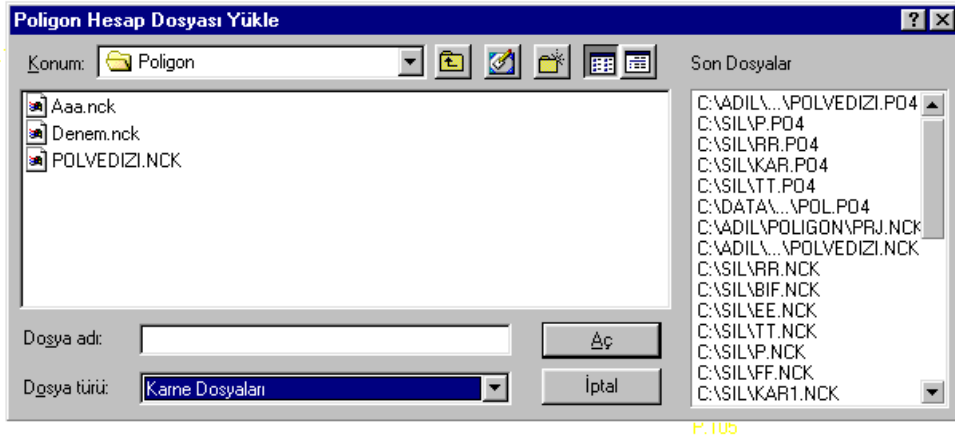 Poligon Hesap Dosyası Yükle
Konum: Poligon
Son Dosyalar
Aaa.nck
Denem.nck
POLVEDIZI.NCK
C:\ADIL\...\POLVEDIZI.PO4
C:\SIL\P.PO4
C:\SIL\RR.PO4
C:\SIL\KAR.PO4
C:\SIL\TT.PO4
C:\DATA\...\POL.PO4
C:\ADIL\POLIGON\PRJ.NCK
C:\ADIL\...\POLVEDIZI.NCK
C:\SIL\RR.NCK
C:\SIL\BIF.NCK
C:\SIL\EE.NCK
C:\SIL\TT.NCK
C:\SIL\P.NCK
C:\SIL\FF.NCK
C:\SIL\KAR1.NCK
Dosya adı:
Aç
Dosya türü: Karne Dosyaları
İptal
P.105